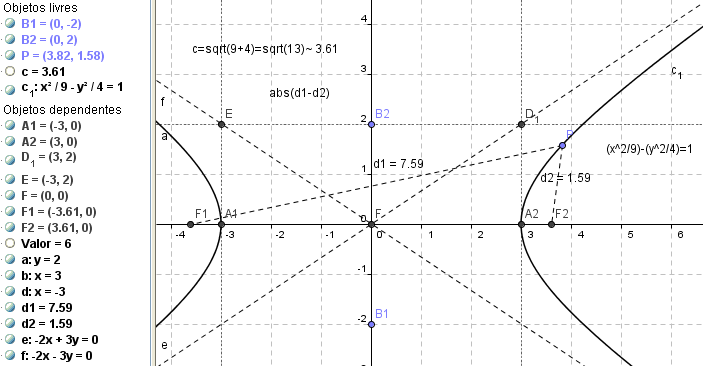 Objetos livres
B1 = (0, -2)
B2 = (0, 2)
P = (3.82, 1.58)
c = 3.61
c₁: x² / 9 - y² / 4 = 1
Objetos dependentes
A1 = (-3, 0)
A2 = (3, 0)
D₁ = (3, 2)
E = (-3, 2)
F = (0, 0)
F1 = (-3.61, 0)
F2 = (3.61, 0)
Valor = 6
a: y = 2
b: x = 3
d: x = -3
d1 = 7.59
d2 = 1.59
e: -2x + 3y = 0
f: -2x - 3y = 0
4
c=sqrt(9+4)=sqrt(13)~ 3.61
3
c₁
abs(d1-d2)
f
E
2
B2
D₁
a
P
(x^2/9)-(y^2/4)=1
d1 = 7.59
1
d2 = 1.59
F1
A1
0
F
A2
F2
-4
-3
-2
-1
0
1
2
3
4
5
6
-1
-2
B1
e